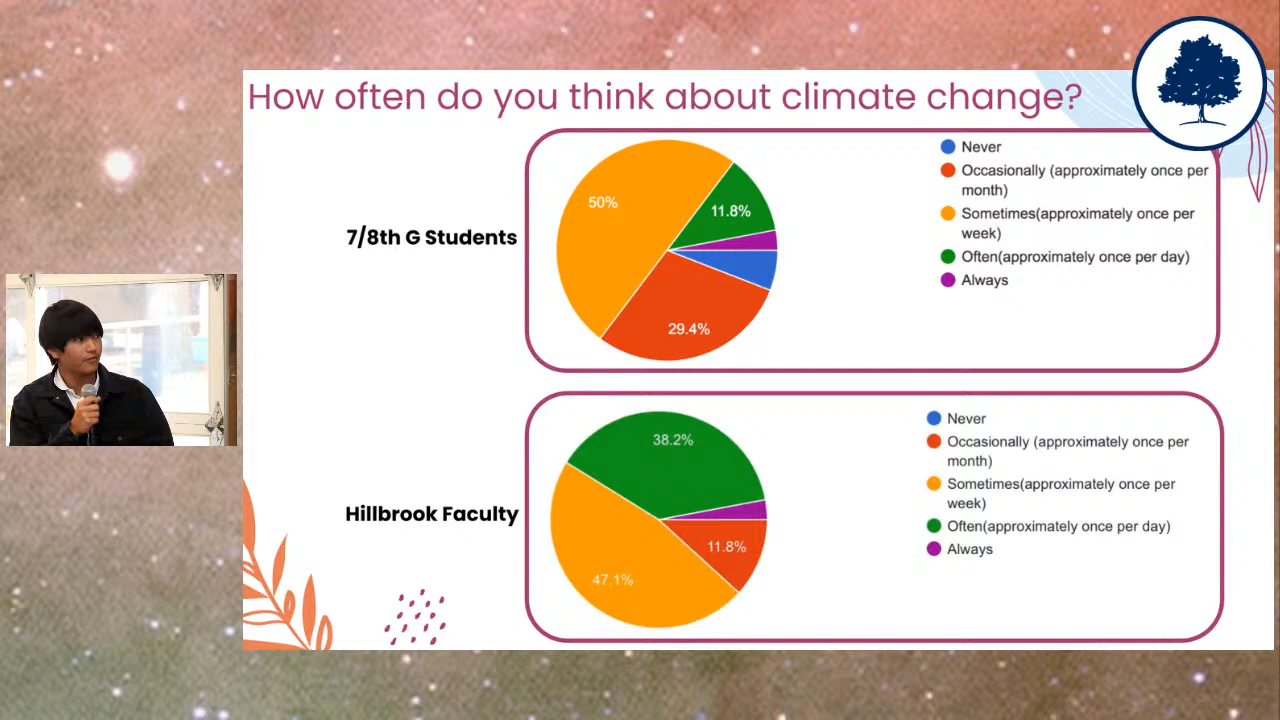 How often do you think about climate change?
7/8th G Students
50%
11.8%
29.4%
Never
Occasionally (approximately once per
month)
Sometimes(approximately once per
week)
Often(approximately once per day)
Always
Hillbrook Faculty
38.2%
11.8%
47.1%
Never
Occasionally (approximately once per
month)
Sometimes(approximately once per
week)
Often(approximately once per day)
Always